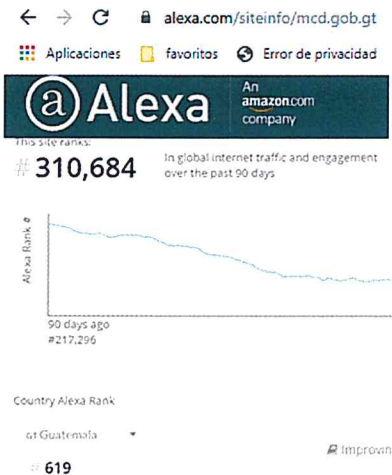 alexa.com/siteinfo/mcd.gob.gt
Aplicaciones favoritos Error de privacidad
a Alexa An
amazon.com
company
This site ranks:
# 310,684 In global internet traffic and engagement
over the past 90 days
Alexa Rank #
90 days ago
#217,296
Country Alexa Rank
Guatemala
# 619
Improvin